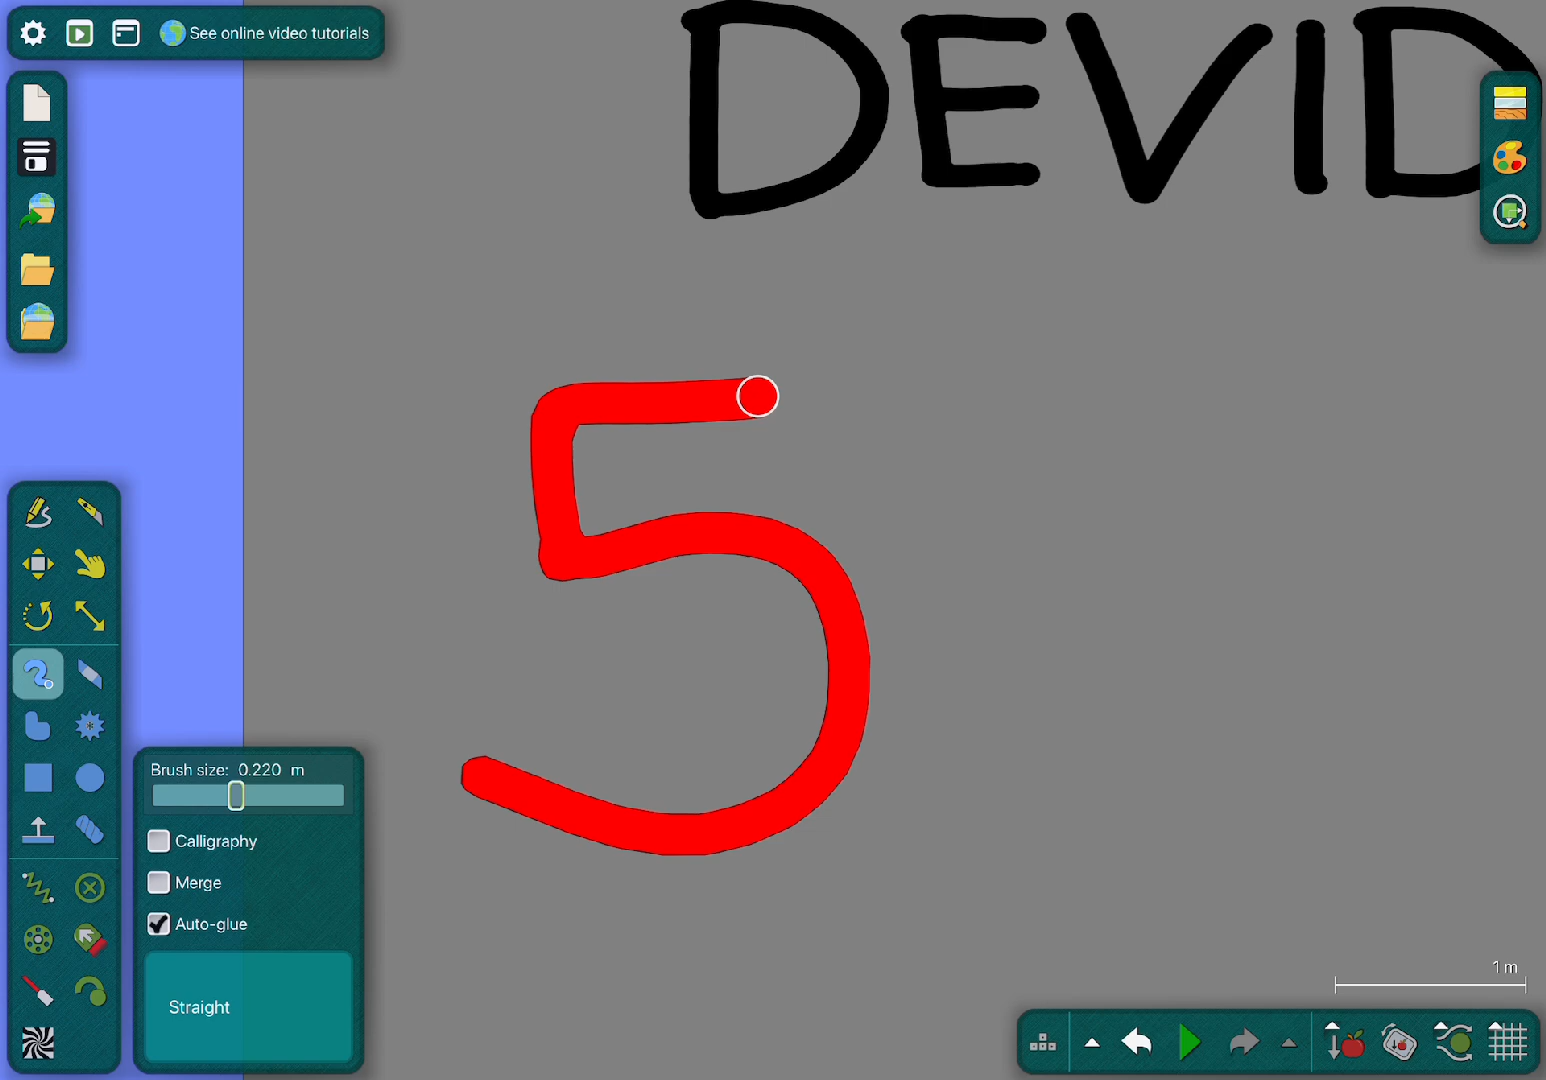 See online video tutorials
DEVID
5
Brush size: 0.220 m
Calligraphy
Merge
Auto-glue
Straight
1 m